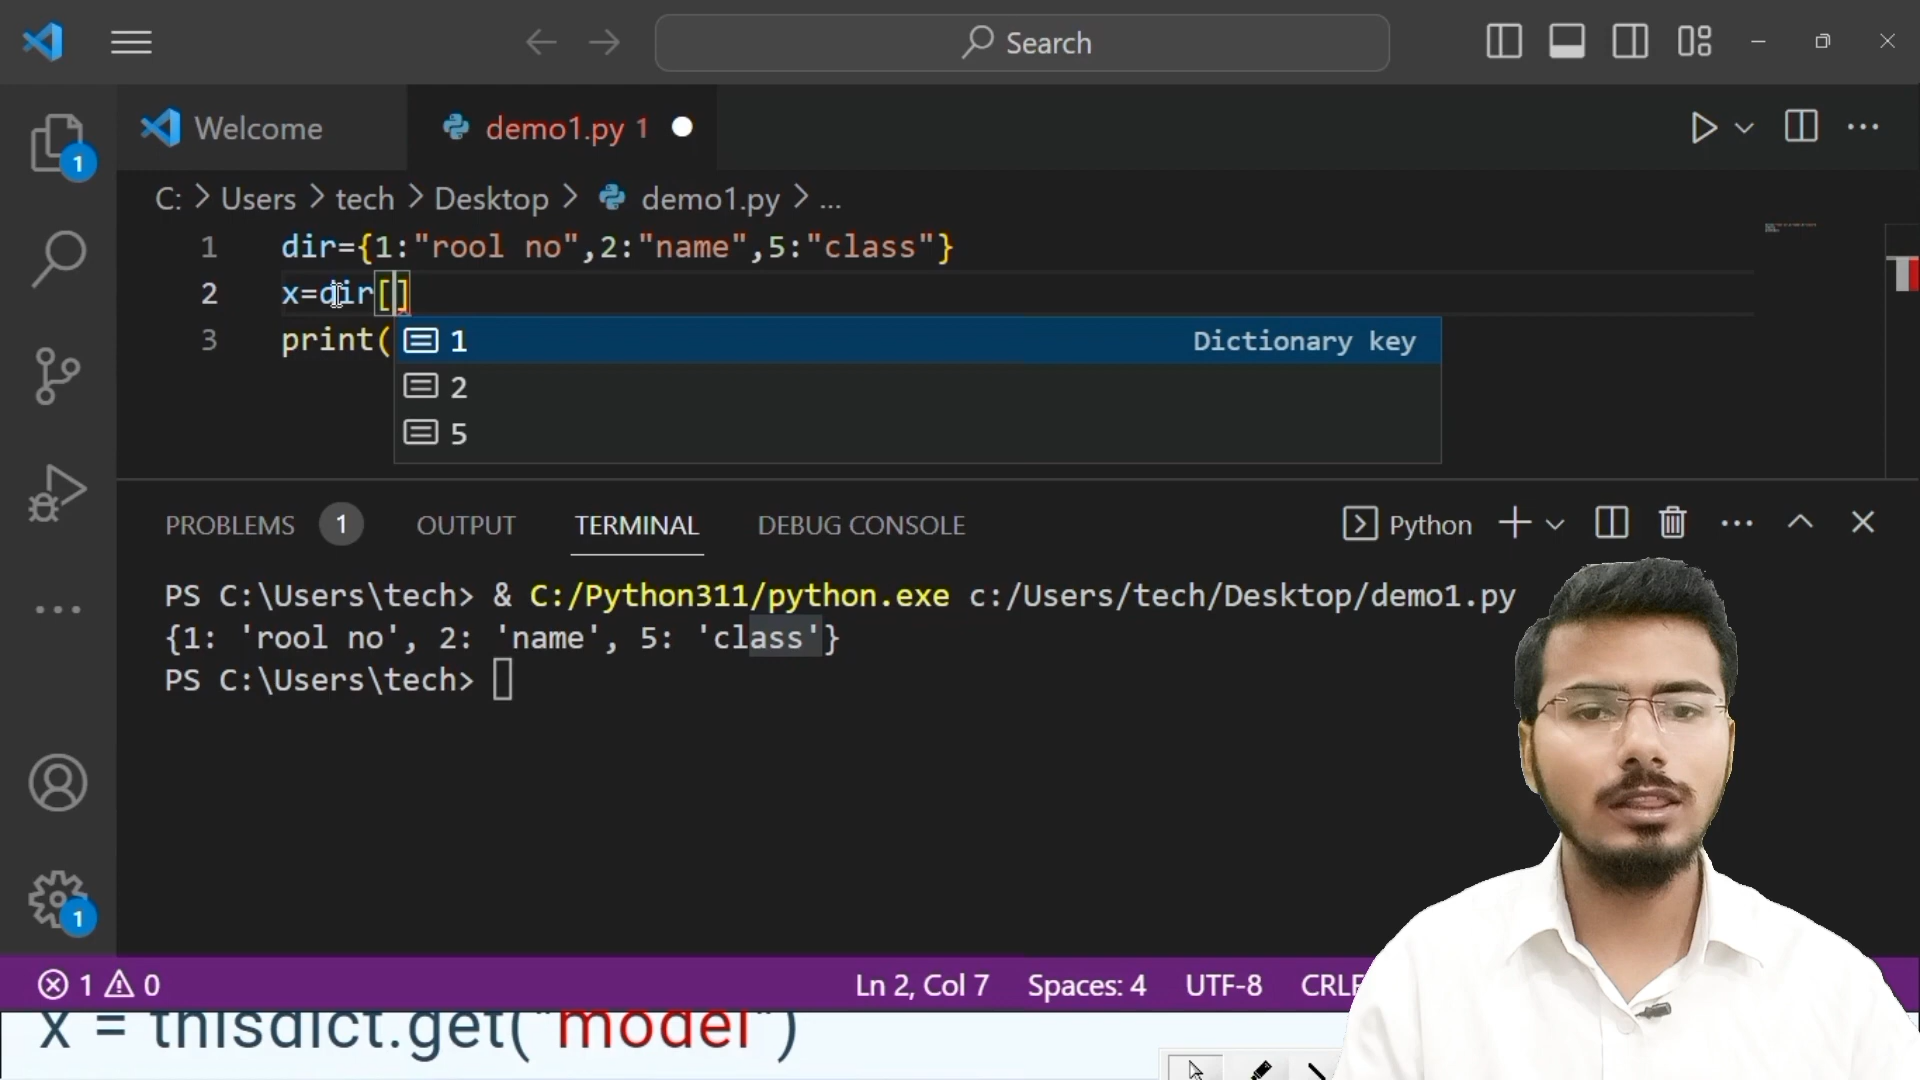 Search
Welcome
demo1.py 1
C: > Users > tech > Desktop > demo1.py > ...
1 dir={1:"rool no",2:"name",5:"class"}
2 x=dir[]
3 print(
1 Dictionary key
2
5
PROBLEMS 1 OUTPUT TERMINAL DEBUG CONSOLE Python
PS C:\Users\tech> & C:/Python311/python.exe c:/Users/tech/Desktop/demo1.py
{1: 'rool no', 2: 'name', 5: 'class'}
PS C:\Users\tech>
1
1
1 0 Ln 2, Col 7 Spaces: 4 UTF-8 CRLF
x = thisdict.get("model")